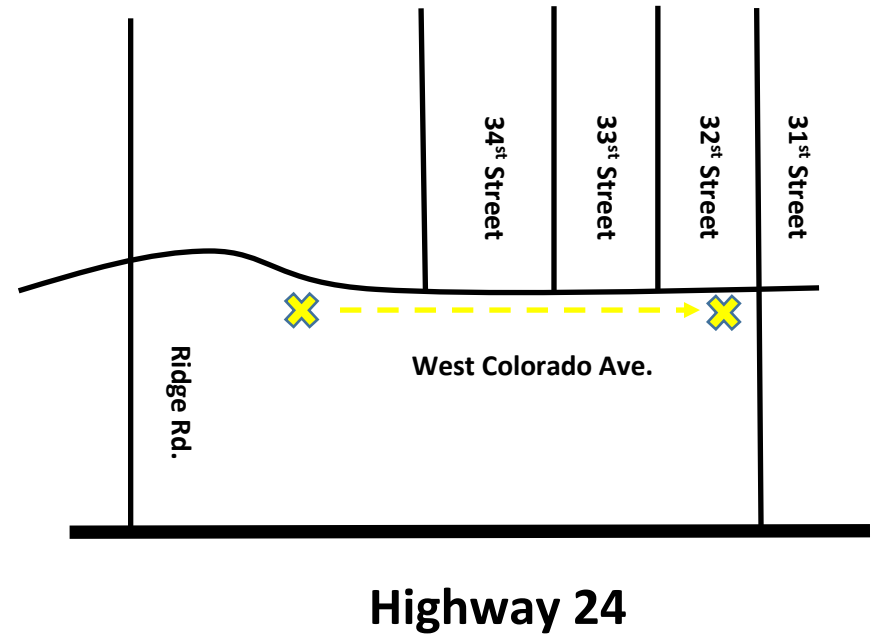 34st Street
33st Street
32st Street
31st Street
Ridge Rd.
West Colorado Ave.
Highway 24